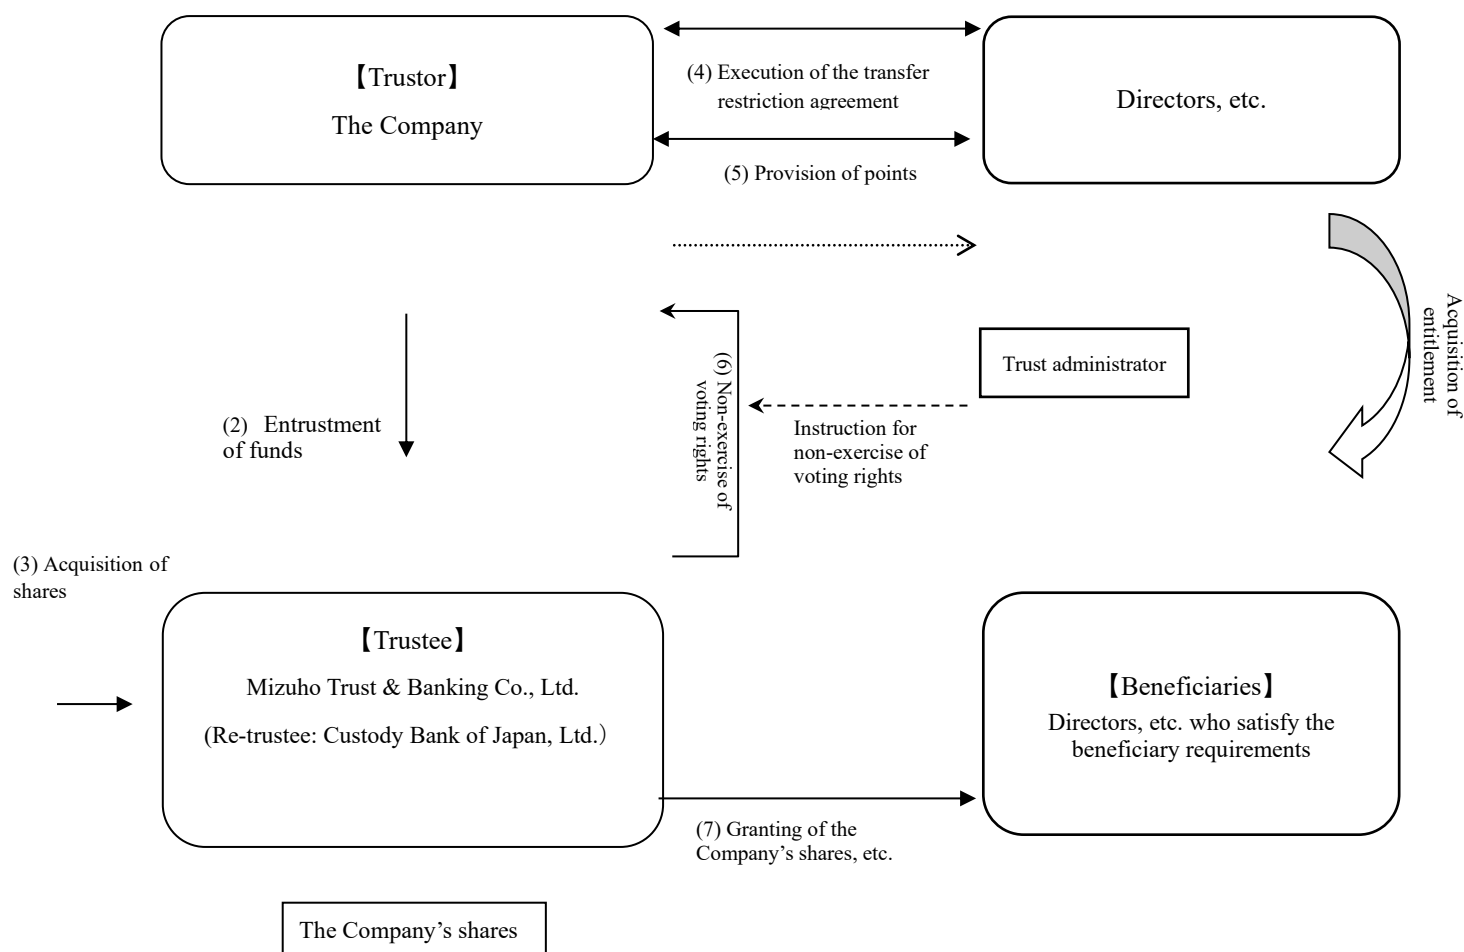 【Trustor】
The Company
(4) Execution of the transfer
restriction agreement
Directors, etc.
(5) Provision of points
Acquisition of
entitlement
Trust administrator
(6) Non-exercise of
voting rights
Instruction for
non-exercise of
voting rights
(2) Entrustment
of funds
(3) Acquisition of
shares
【Trustee】
Mizuho Trust & Banking Co., Ltd.
(Re-trustee: Custody Bank of Japan, Ltd.）
【Beneficiaries】
Directors, etc. who satisfy the
beneficiary requirements
(7) Granting of the
Company’s shares, etc.
The Company’s shares